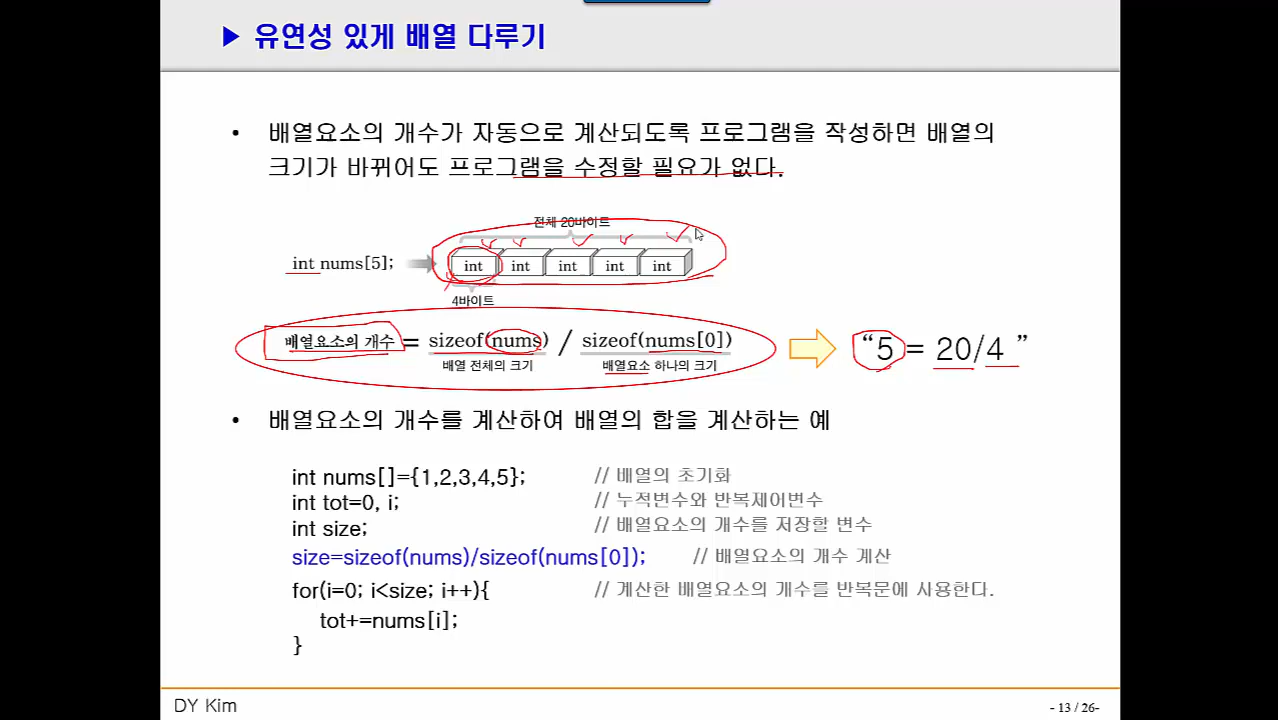 ▶ 유연성 있게 배열 다루기
• 배열요소의 개수가 자동으로 계산되도록 프로그램을 작성하면 배열의
크기가 바뀌어도 프로그램을 수정할 필요가 없다.
전체 20바이트
int nums[5];
int int int int int
4바이트
배열요소의 개수 = sizeof(nums) / sizeof(nums[0]) “5 = 20/4 ”
배열 전체의 크기 배열요소 하나의 크기
• 배열요소의 개수를 계산하여 배열의 합을 계산하는 예
int nums[]={1,2,3,4,5}; // 배열의 초기화
int tot=0, i; // 누적변수와 반복제어변수
int size; // 배열요소의 개수를 저장할 변수
size=sizeof(nums)/sizeof(nums[0]); // 배열요소의 개수 계산
for(i=0; i<size; i++){ // 계산한 배열요소의 개수를 반복문에 사용한다.
tot+=nums[i];
}
DY Kim - 13 / 26-